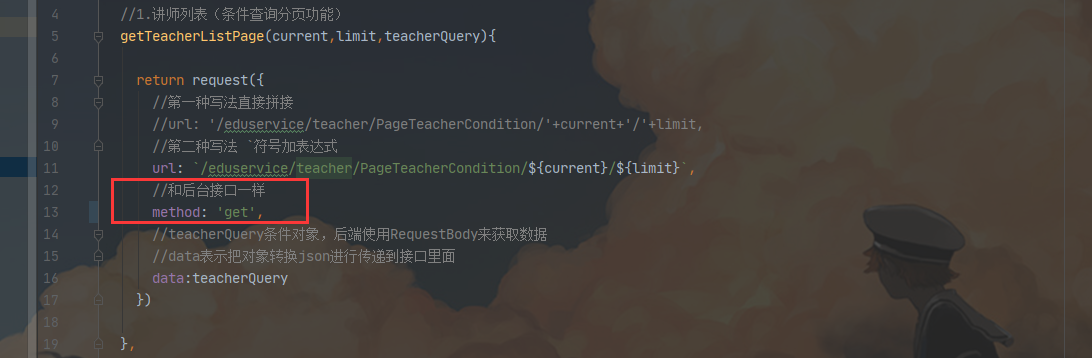 4 //1.讲师列表（条件查询分页功能）
5 getTeacherListPage(current,limit,teacherQuery){
6
7 return request({
8 //第一种写法直接拼接
9 //url: '/eduservice/teacher/PageTeacherCondition/'+current+'/'+limit,
10 //第二种写法 `符号加表达式
11 url: `/eduservice/teacher/PageTeacherCondition/${current}/${limit}`,
12 //和后台接口一样
13 method: 'get',
14 //teacherQuery条件对象，后端使用RequestBody来获取数据
15 //data表示把对象转换json进行传递到接口里面
16 data:teacherQuery
17 })
18
19 },